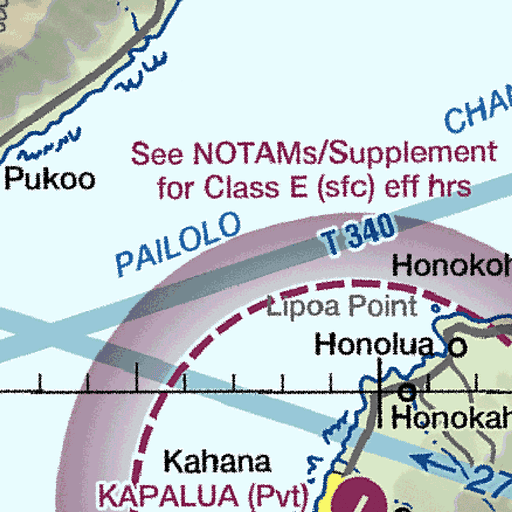 CHAN
See NOTAMs/Supplement
for Class E (sfc) eff hrs
Pukoo
PAILOLO
T 340
Honokoh
Lipoa Point
Honolua
Honokah
Kahana
KAPALUA (Pvt)
27